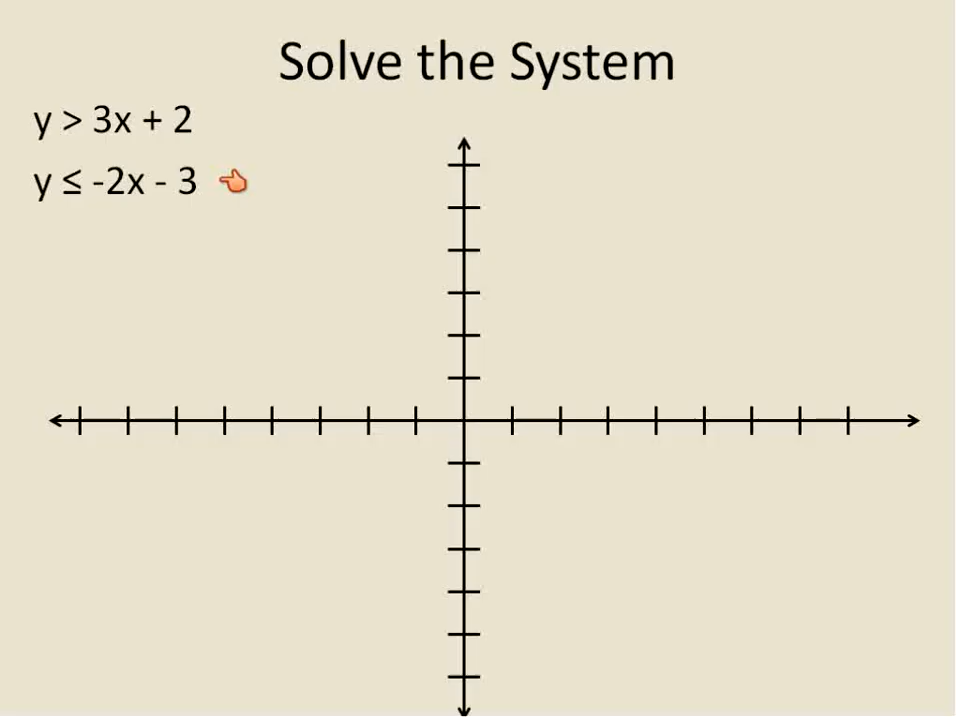 Solve the System
y > 3x + 2
y ≤ -2x - 3